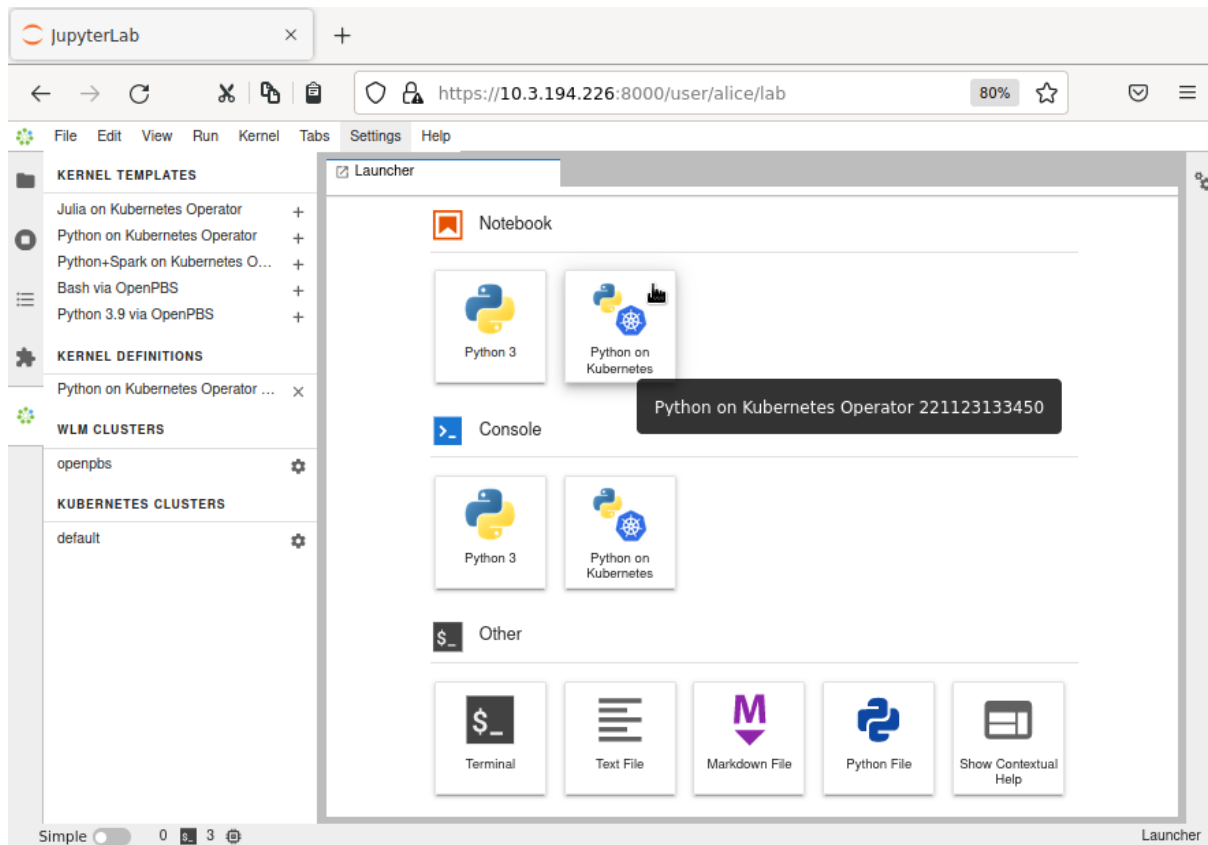 JupyterLab
https://10.3.194.226:8000/user/alice/lab
80%
File Edit View Run Kernel Tabs Settings Help
KERNEL TEMPLATES
Julia on Kubernetes Operator
Python on Kubernetes Operator
Python+Spark on Kubernetes O...
Bash via OpenPBS
Python 3.9 via OpenPBS
KERNEL DEFINITIONS
Python on Kubernetes Operator ...
WLM CLUSTERS
openpbs
KUBERNETES CLUSTERS
default
Launcher
Notebook
Python 3
Python on
Kubernetes
Python on Kubernetes Operator 221123133450
Console
Python 3
Python on
Kubernetes
$_ Other
$_
Terminal
Text File
M
Markdown File
Python File
Show Contextual
Help
Simple 0 $_ 3
Launcher